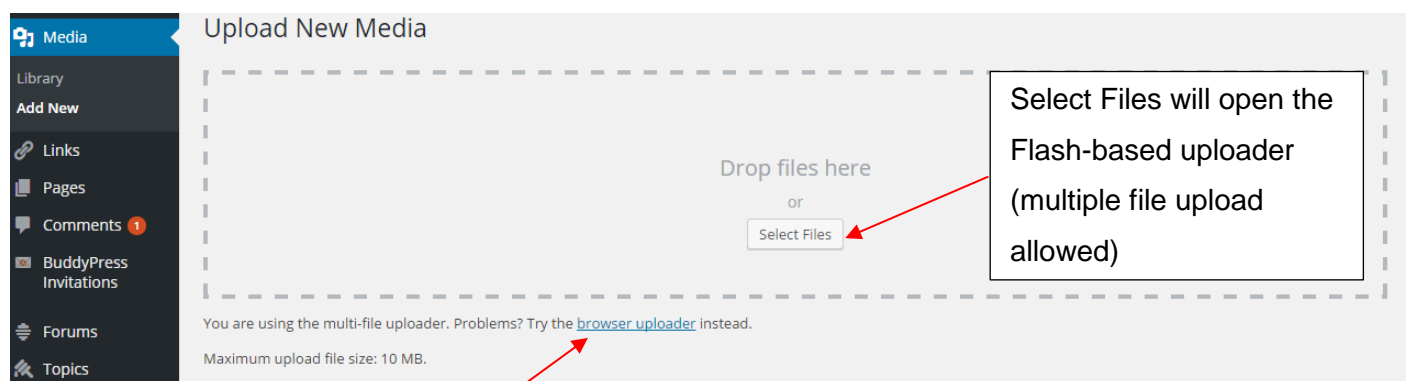 Media
Library
Add New
Links
Pages
Comments 1
BuddyPress
Invitations
Forums
Topics
Upload New Media
Drop files here
or
Select Files
Select Files will open the
Flash-based uploader
(multiple file upload
allowed)
You are using the multi-file uploader. Problems? Try the browser uploader instead.
Maximum upload file size: 10 MB.